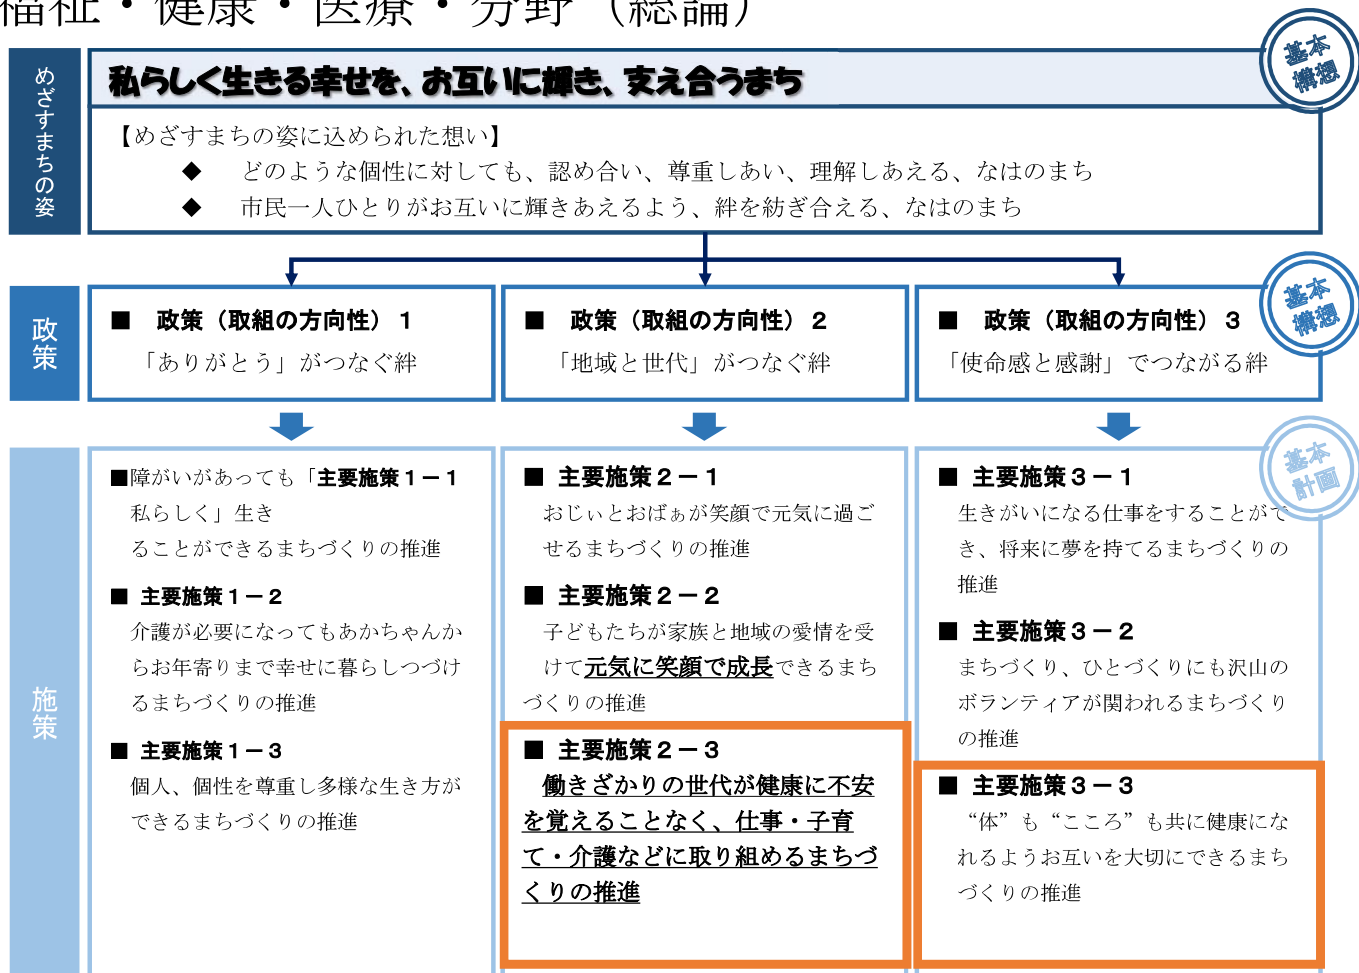 福祉・健康・医療・分野（総論）
めざすまちの姿
私らしく生きる幸せを、お互いに輝き、支え合うまち
基本
構想
【めざすまちの姿に込められた想い】
◆ どのような個性に対しても、認め合い、尊重しあい、理解しあえる、なはのまち
◆ 市民一人ひとりがお互いに輝きあえるよう、絆を紡ぎ合える、なはのまち
政策
■ 政策（取組の方向性）１
「ありがとう」がつなぐ絆
■ 政策（取組の方向性）２
「地域と世代」がつなぐ絆
■ 政策（取組の方向性）３
「使命感と感謝」でつながる絆
基本
構想
施策
■障がいがあっても「主要施策１－１
私らしく」生き
ることができるまちづくりの推進
■ 主要施策１－２
介護が必要になってもあかちゃんか
らお年寄りまで幸せに暮らしつづけ
るまちづくりの推進
■ 主要施策１－３
個人、個性を尊重し多様な生き方が
できるまちづくりの推進
■ 主要施策２－１
おじぃとおばぁが笑顔で元気に過ご
せるまちづくりの推進
■ 主要施策２－２
子どもたちが家族と地域の愛情を受
けて元気に笑顔で成長できるまち
づくりの推進
■ 主要施策２－３
働きざかりの世代が健康に不安
を覚えることなく、仕事・子育
て・介護などに取り組めるまちづ
くりの推進
■ 主要施策３－１
生きがいになる仕事をすることがで
き、将来に夢を持てるまちづくりの
推進
■ 主要施策３－２
まちづくり、ひとづくりにも沢山の
ボランティアが関われるまちづくり
の推進
■ 主要施策３－３
“体”も“こころ”も共に健康にな
れるようお互いを大切にできるまち
づくりの推進
基本
計画